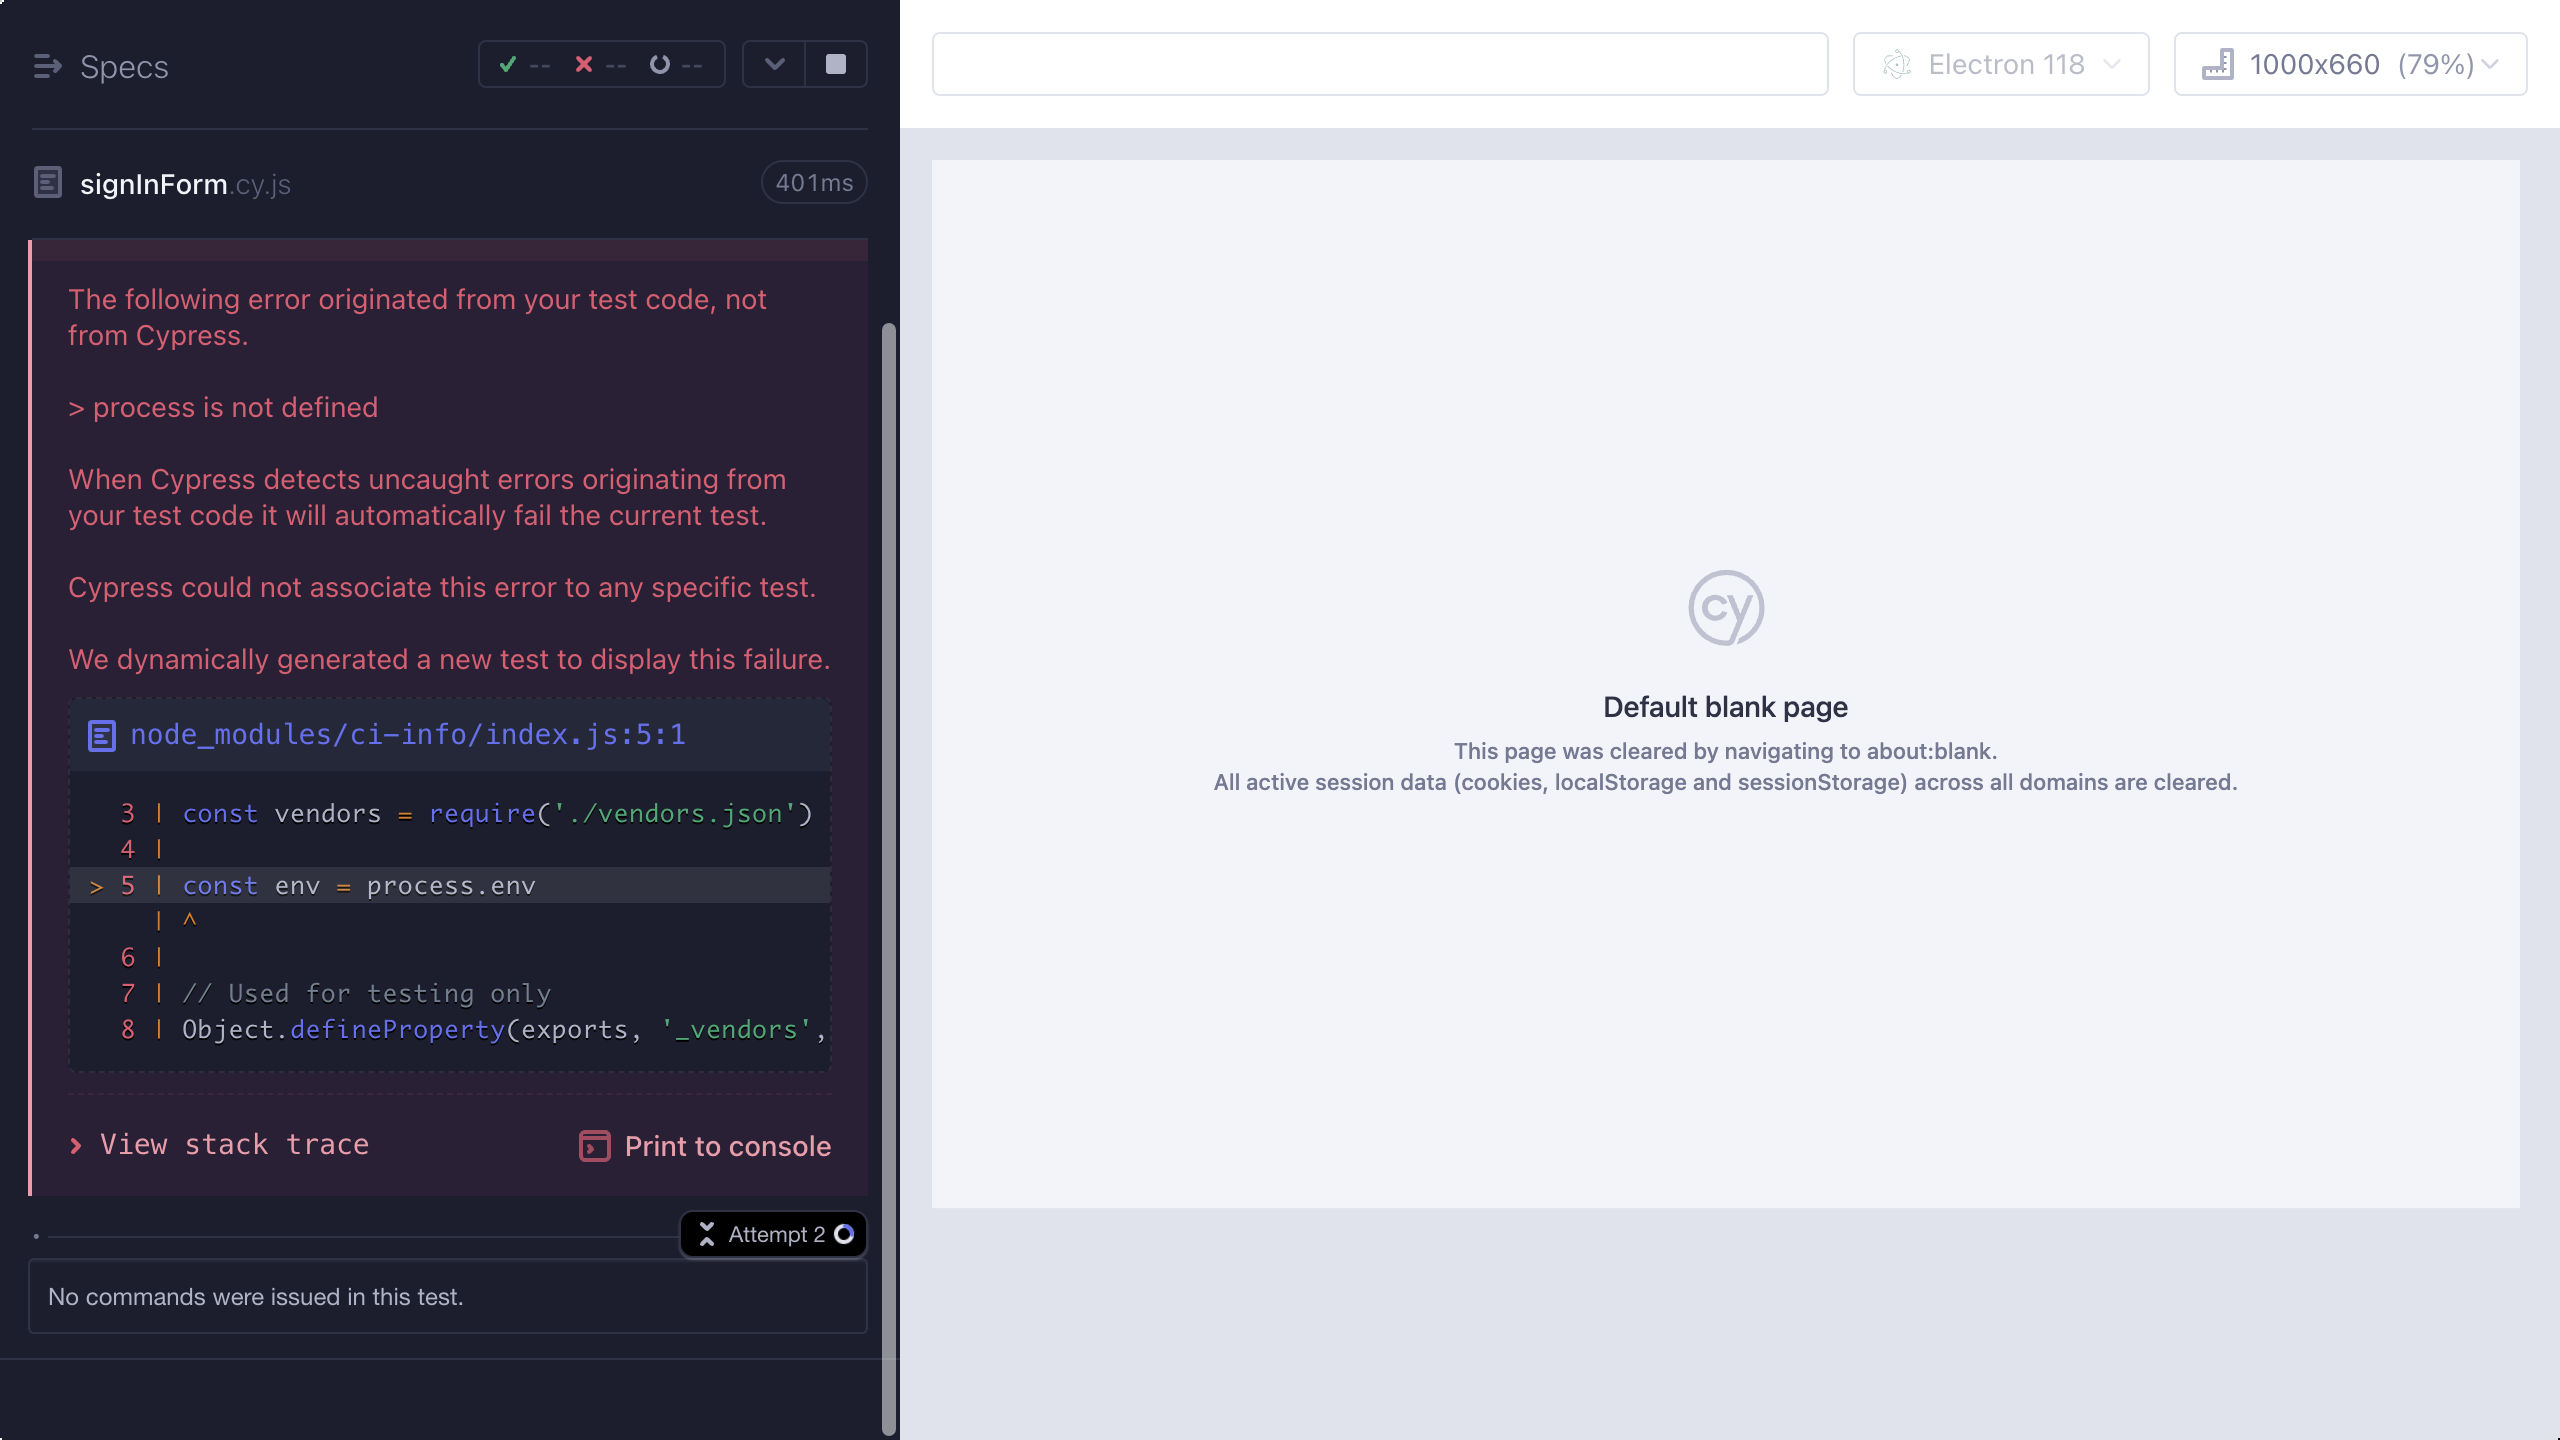 Specs
-- -- --
signInForm.cy.js
401ms
The following error originated from your test code, not
from Cypress.
> process is not defined
When Cypress detects uncaught errors originating from
your test code it will automatically fail the current test.
Cypress could not associate this error to any specific test.
We dynamically generated a new test to display this failure.
node_modules/ci-info/index.js:5:1
3 | const vendors = require('./vendors.json')
4 |
> 5 | const env = process.env
| ^
6 |
7 | // Used for testing only
8 | Object.defineProperty(exports, '_vendors',
View stack trace
Print to console
Attempt 2
No commands were issued in this test.
Electron 118
1000x660 (79%)
cy
Default blank page
This page was cleared by navigating to about:blank.
All active session data (cookies, localStorage and sessionStorage) across all domains are cleared.